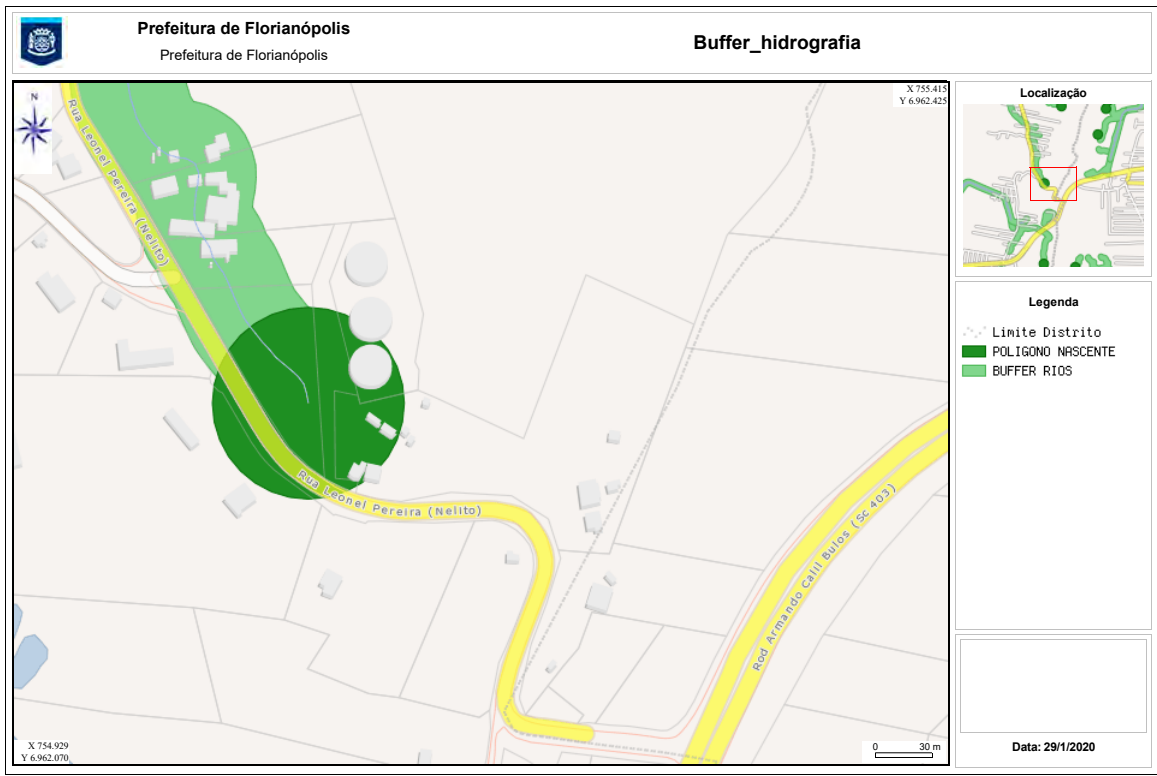 Prefeitura de Florianópolis
Prefeitura de Florianópolis
Buffer_hidrografia
X 755.415
Y 6.962.425
N
Rua Leonel Pereira (Nelito)
Rua Leonel Pereira (Nelito)
Rod Armando Calil Bulos (Sc 403)
X 754.929
Y 6.962.070
0 30 m
Localização
Legenda
Limite Distrito
POLIGONO NASCENTE
BUFFER RIOS
Data: 29/1/2020